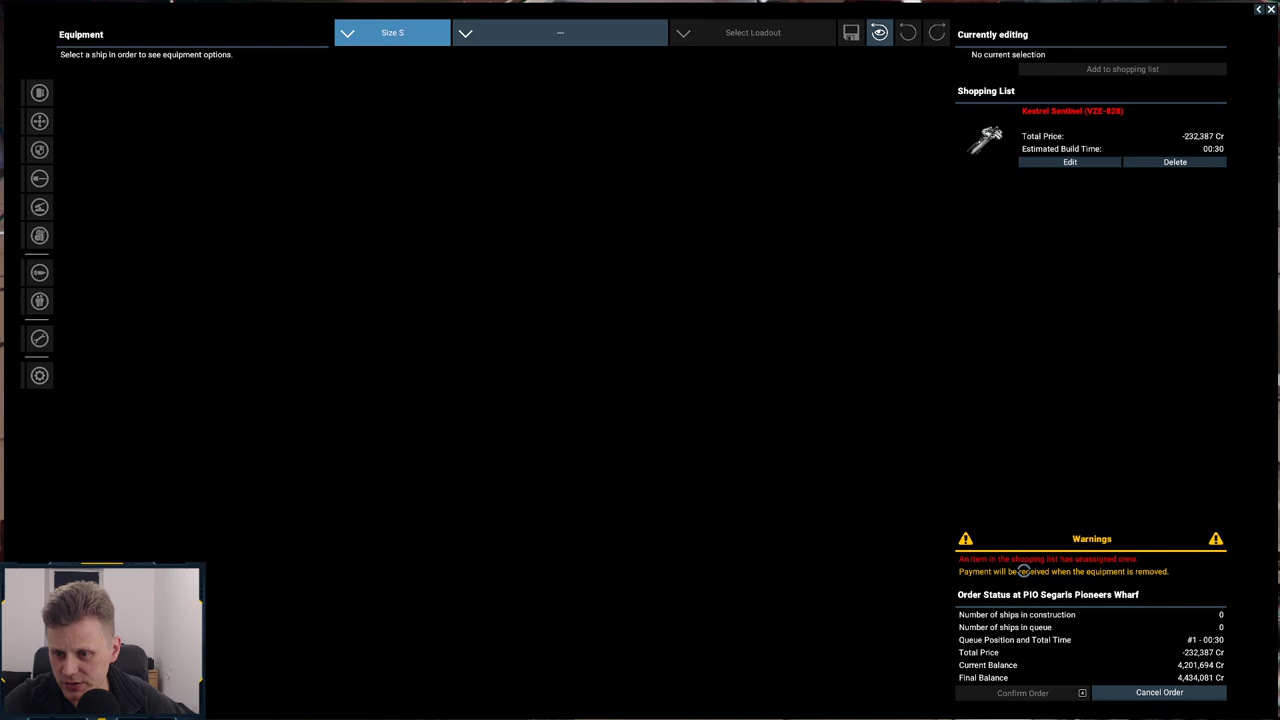 Equipment
Select a ship in order to see equipment options.
Size S
---
Select Loadout
Currently editing
No current selection
Add to shopping list
Shopping List
Kestrel Sentinel (VZE-828)
Total Price: -232,387 Cr
Estimated Build Time: 00:30
Edit
Delete
Warnings
An item in the shopping list has unassigned crew.
Payment will be received when the equipment is removed.
Order Status at PIO Segaris Pioneers Wharf
Number of ships in construction 0
Number of ships in queue 0
Queue Position and Total Time #1 - 00:30
Total Price -232,387 Cr
Current Balance 4,201,694 Cr
Final Balance 4,434,081 Cr
Confirm Order
Cancel Order